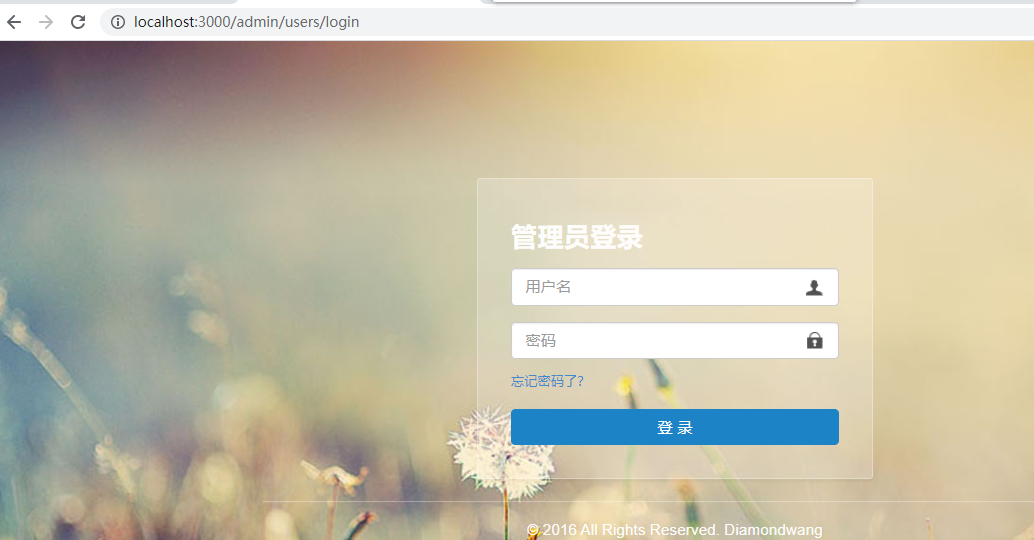 localhost:3000/admin/users/login
管理员登录
用户名
密码
忘记密码了?
登 录
© 2016 All Rights Reserved. Diamondwang